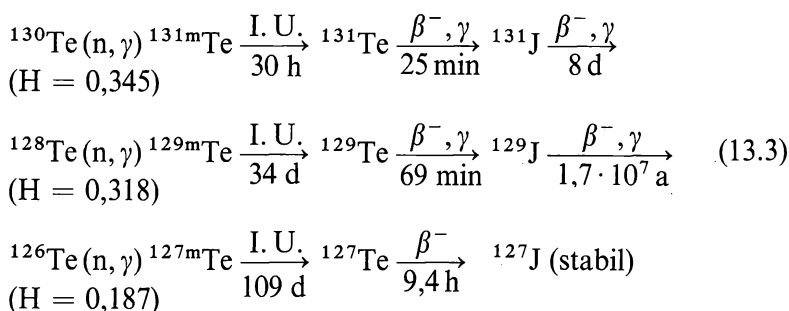 ¹³⁰Te(n, γ) ¹³¹ᵐTe —I. U. / 30 h→ ¹³¹Te —β⁻, γ / 25 min→ ¹³¹J —β⁻, γ / 8 d→
(H = 0,345)
¹²⁸Te(n, γ) ¹²⁹ᵐTe —I. U. / 34 d→ ¹²⁹Te —β⁻, γ / 69 min→ ¹²⁹J —β⁻, γ / 1,7 · 10⁷ a→ (13.3)
(H = 0,318)
¹²⁶Te(n, γ) ¹²⁷ᵐTe —I. U. / 109 d→ ¹²⁷Te —β⁻ / 9,4 h→ ¹²⁷J (stabil)
(H = 0,187)